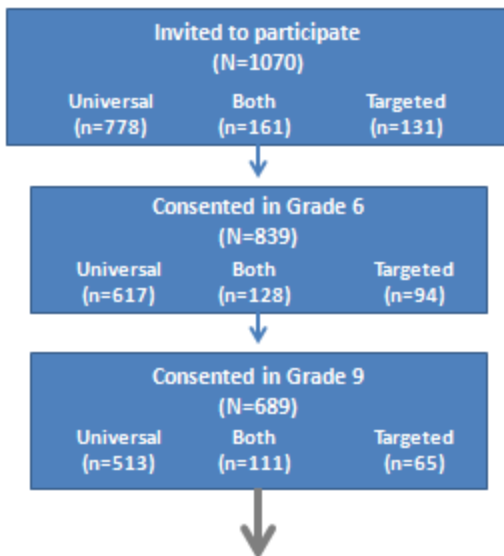 Invited to participate
(N=1070)
Universal Both Targeted
(n=778) (n=161) (n=131)
Consented in Grade 6
(N=839)
Universal Both Targeted
(n=617) (n=128) (n=94)
Consented in Grade 9
(N=689)
Universal Both Targeted
(n=513) (n=111) (n=65)